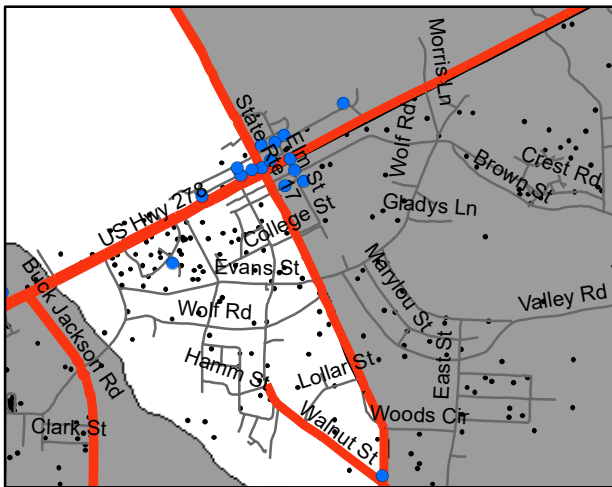 Morris Ln
State Rte 17
Elm St
Wolf Rd
Brown St
Crest Rd
US Hwy 278
College St
Gladys Ln
Evans St
Marylou St
Buck Jackson Rd
Wolf Rd
Valley Rd
Hamm St
Lollar St
East St
Walnut St
Woods Cir
Clark St